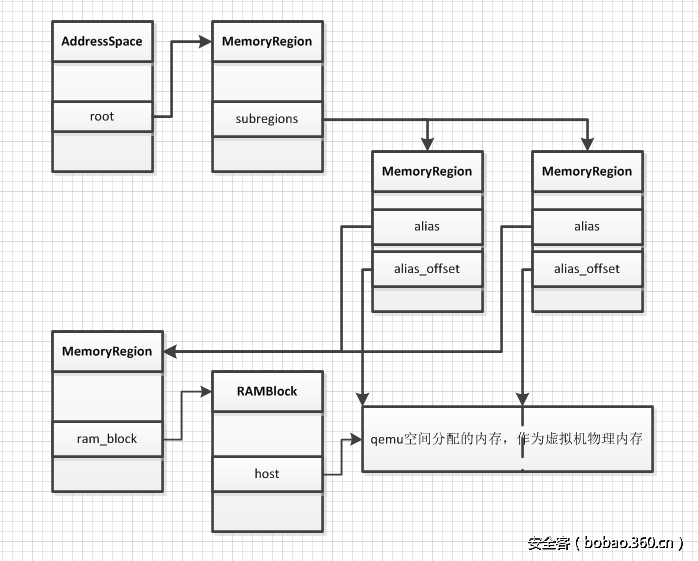 AddressSpace
root
MemoryRegion
subregions
MemoryRegion
alias
alias_offset
MemoryRegion
alias
alias_offset
MemoryRegion
ram_block
RAMBlock
host
qemu空间分配的内存，作为虚拟机物理内存
安全客（bobao.360.cn）